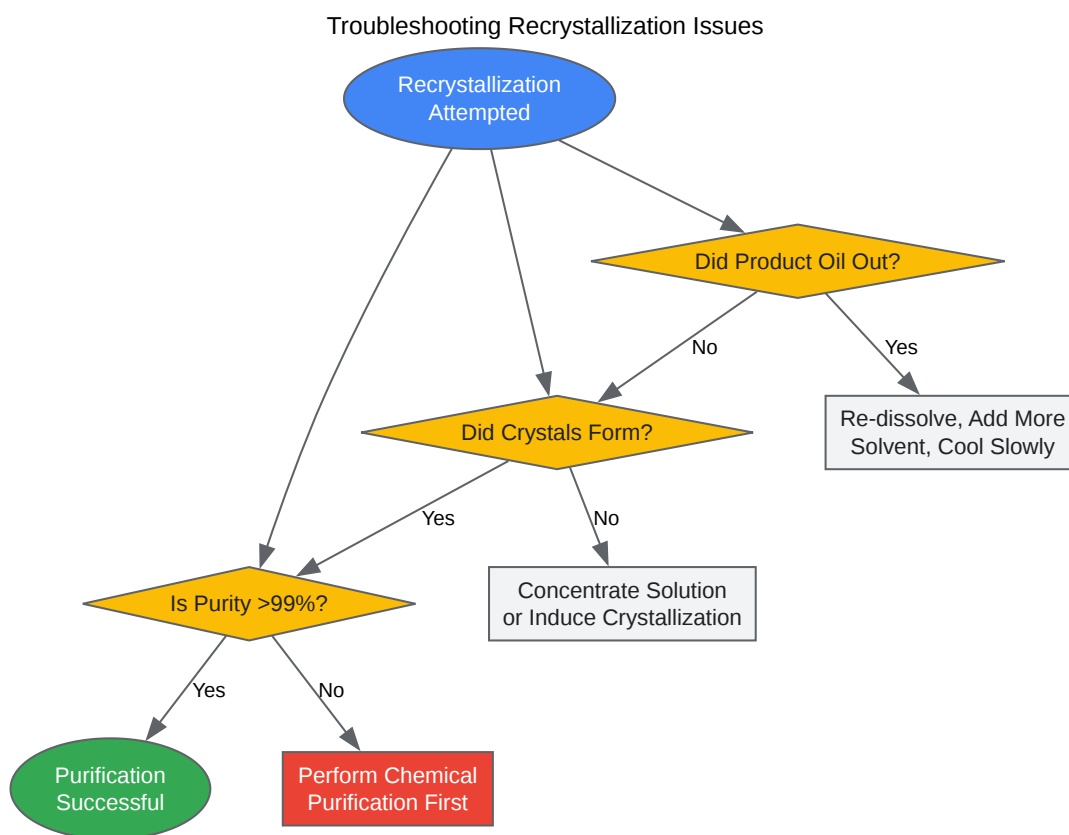 Troubleshooting Recrystallization Issues
Recrystallization
Attempted
Did Product Oil Out?
No
Yes
Did Crystals Form?
Re-dissolve, Add More
Solvent, Cool Slowly
Yes
No
Is Purity >99%?
Concentrate Solution
or Induce Crystallization
Yes
No
Purification
Successful
Perform Chemical
Purification First